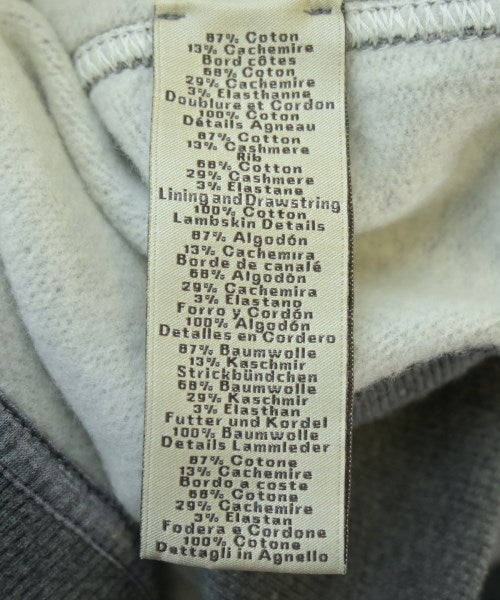 87% Coton
13% Cachemire
Bord côtes
68% Coton
29% Cachemire
3% Elasthanne
Doublure et Cordon
100% Coton
Détails Agneau
87% Cotton
13% Cashmere
Rib
68% Cotton
29% Cashmere
3% Elastane
Lining and Drawstring
100% Cotton
Lambskin Details
87% Algodón
13% Cachemira
Borde de canalé
68% Algodón
29% Cachemira
3% Elastano
Forro y Cordón
100% Algodón
Detalles en Cordero
87% Baumwolle
13% Kaschmir
Strickbündchen
68% Baumwolle
29% Kaschmir
3% Elasthan
Futter und Kordel
100% Baumwolle
Details Lammleder
87% Cotone
13% Cachemire
Bordo a coste
68% Cotone
29% Cachemire
3% Elastan
Fodera e Cordone
100% Cotone
Dettagli in Agnello